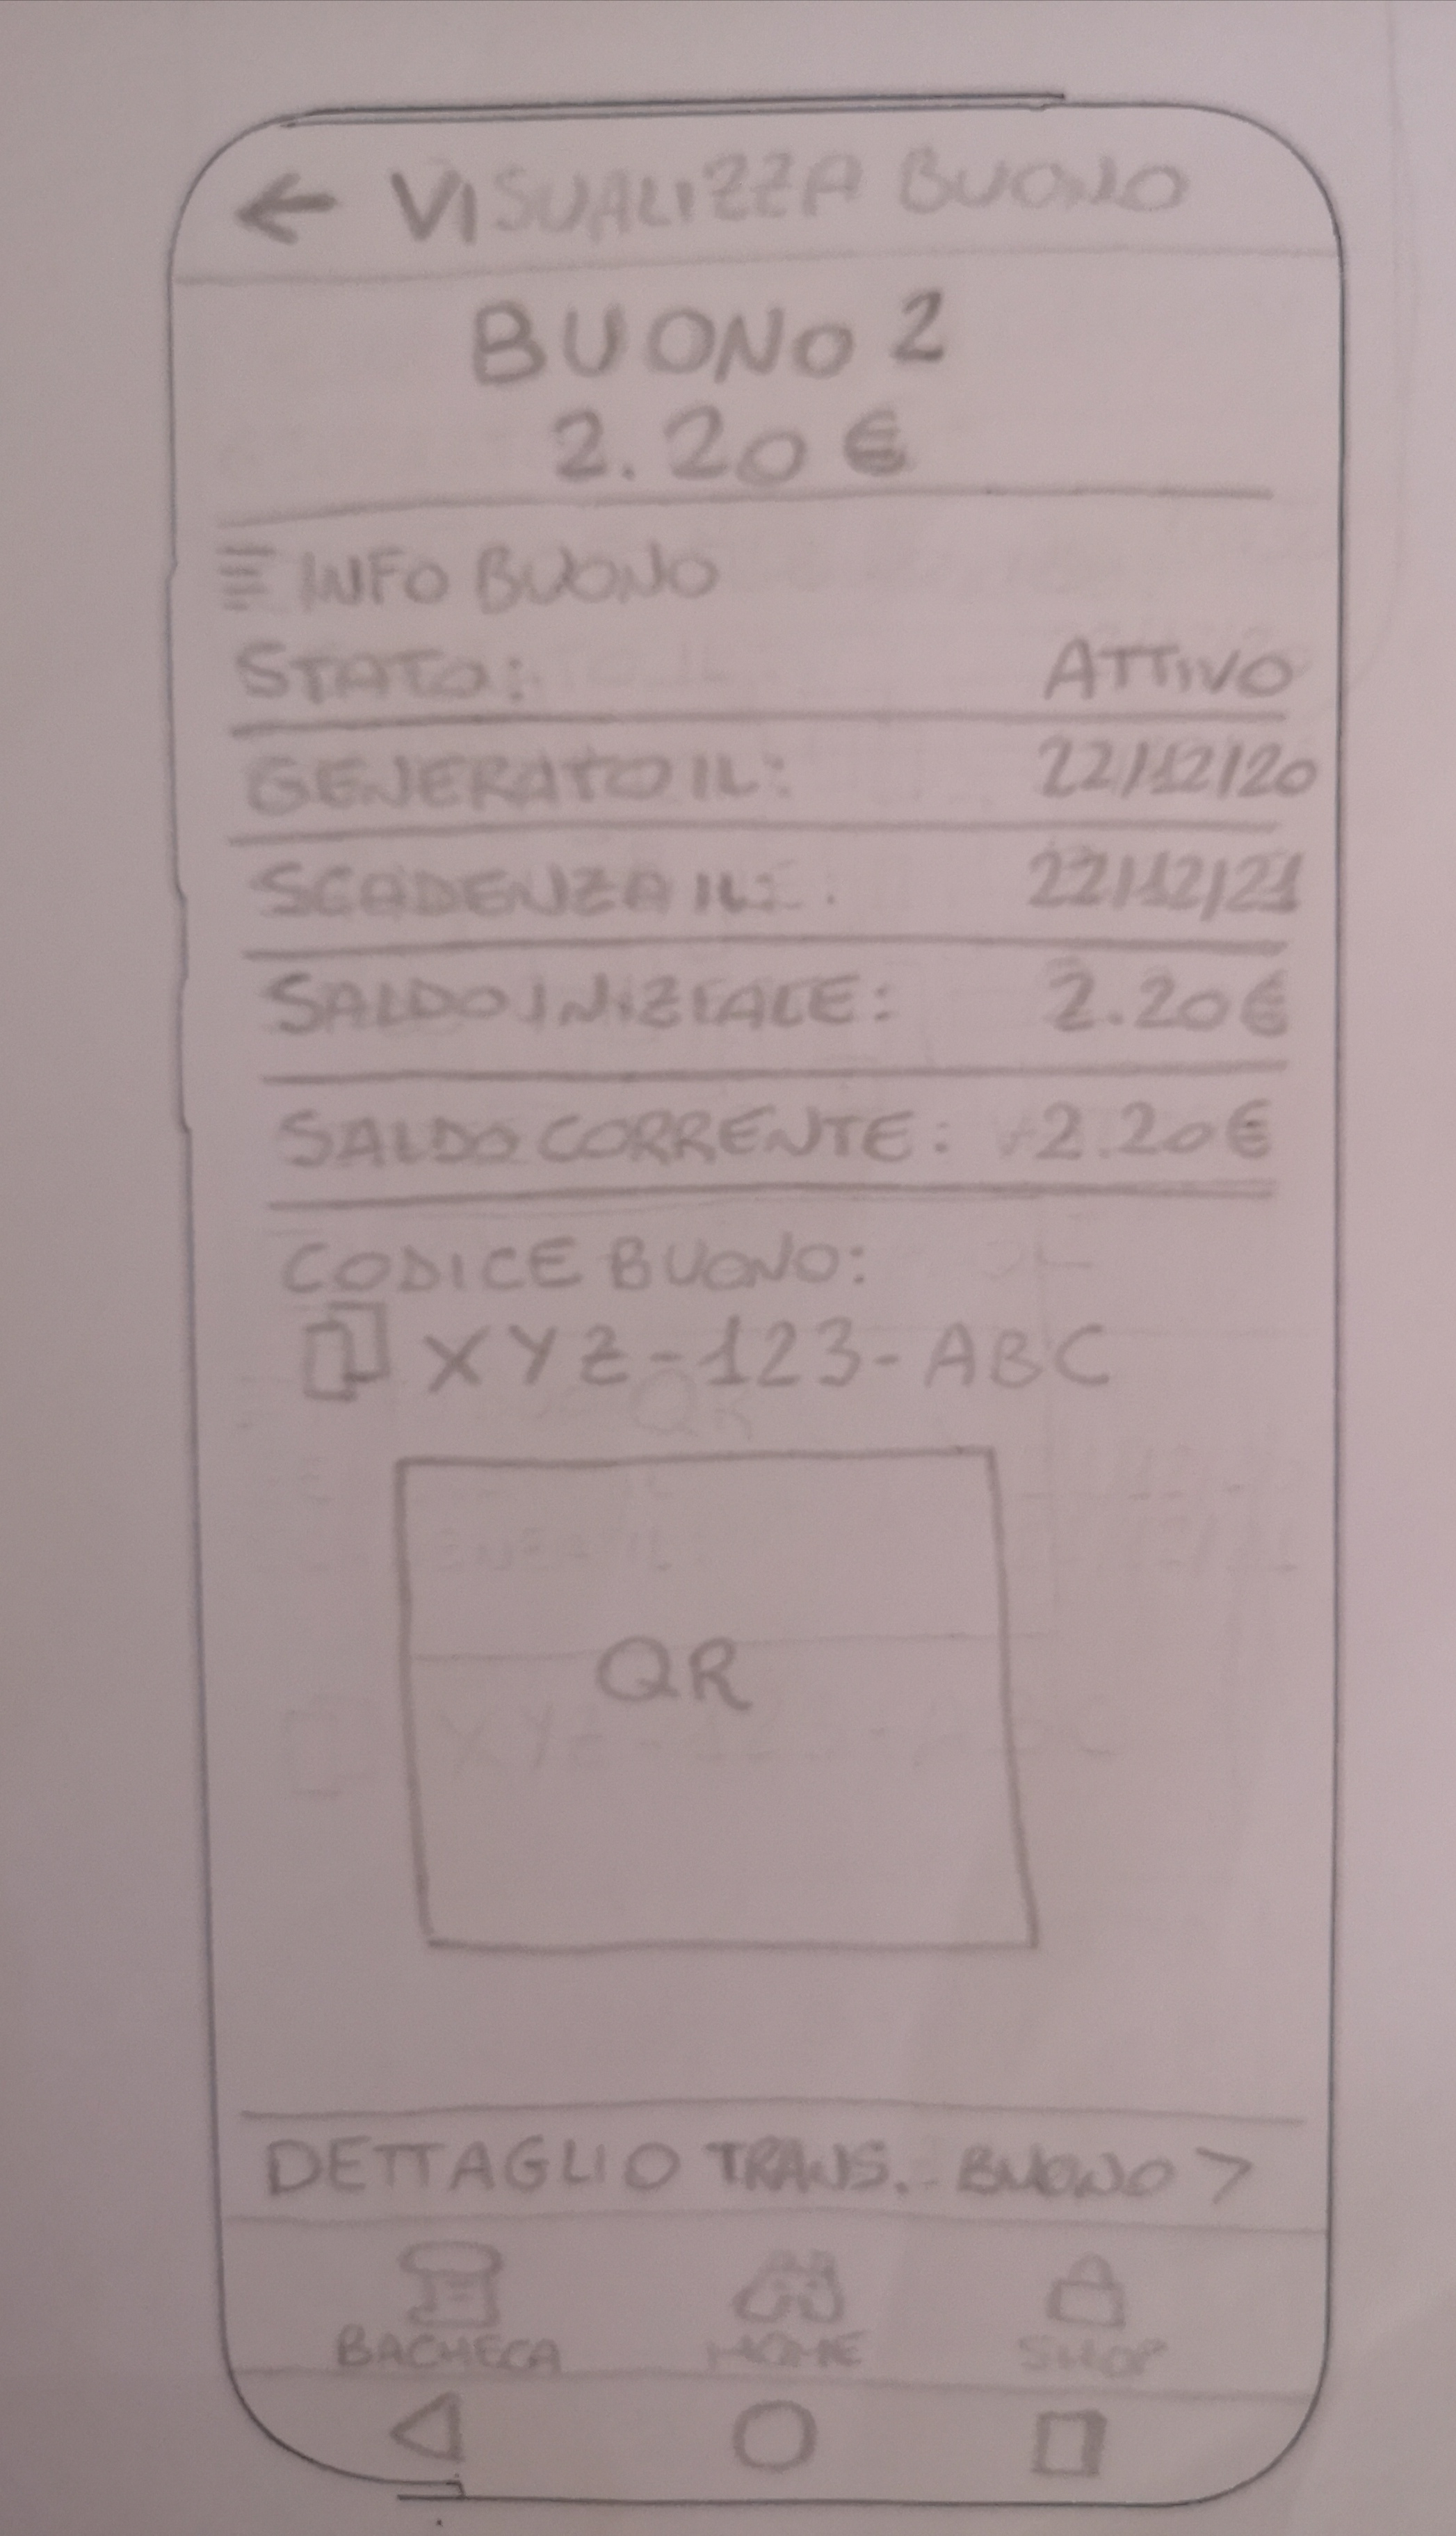 ← VISUALIZZA BUONO
BUONO 2
2.20 €
INFO BUONO
STATO: ATTIVO
GENERATO IL: 22/12/20
SCADENZA IL: 22/12/21
SALDO INIZIALE: 2.20€
SALDO CORRENTE: 2.20€
CODICE BUONO:
XYZ-123-ABC
QR
DETTAGLIO TRANS. BUONO >
BACHECA HOME SHOP